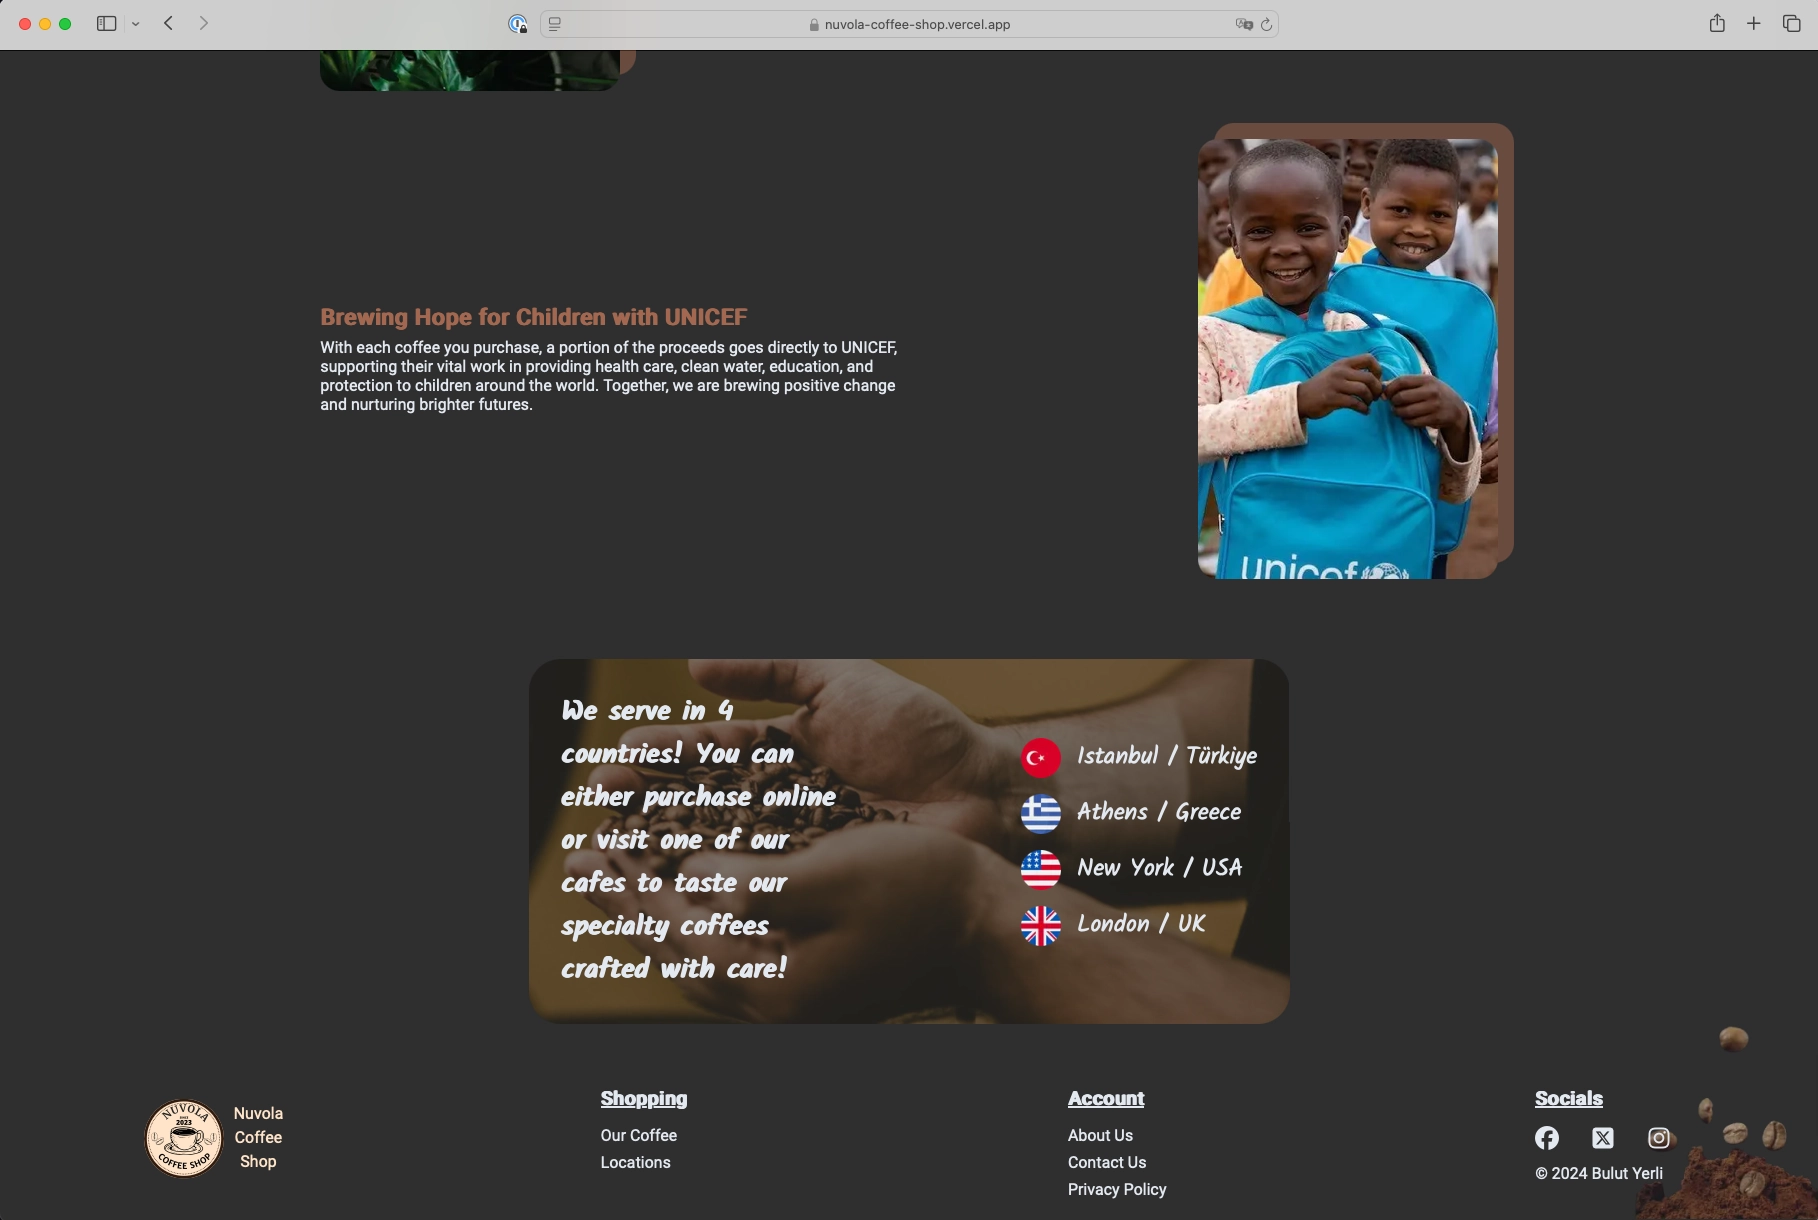 nuvola-coffee-shop.vercel.app
Brewing Hope for Children with UNICEF
With each coffee you purchase, a portion of the proceeds goes directly to UNICEF,
supporting their vital work in providing health care, clean water, education, and
protection to children around the world. Together, we are brewing positive change
and nurturing brighter futures.
unicef
We serve in 4
countries! You can
either purchase online
or visit one of our
cafes to taste our
specialty coffees
crafted with care!
Istanbul / Türkiye
Athens / Greece
New York / USA
London / UK
NUVOLA
2023
COFFEE SHOP
Nuvola
Coffee
Shop
Shopping
Our Coffee
Locations
Account
About Us
Contact Us
Privacy Policy
Socials
© 2024 Bulut Yerli